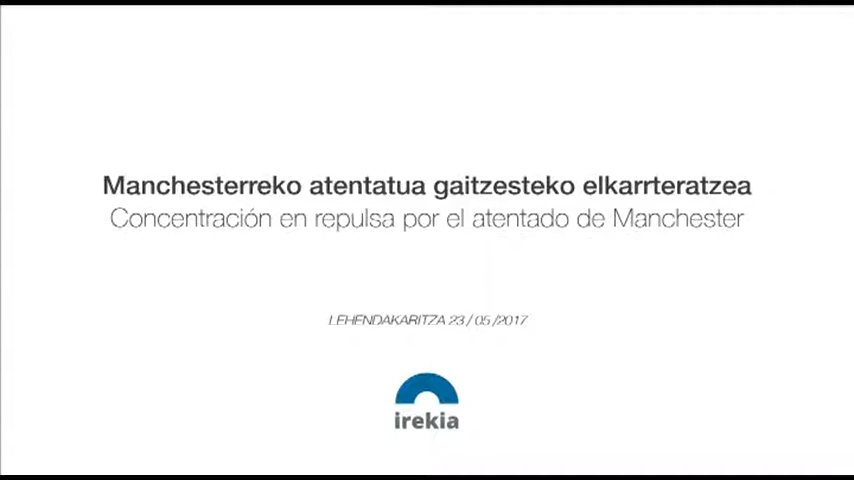 Manchesterreko atentatua gaitzesteko elkarrteratzea
Concentración en repulsa por el atentado de Manchester
LEHENDAKARITZA 23 / 05 /2017
irekia